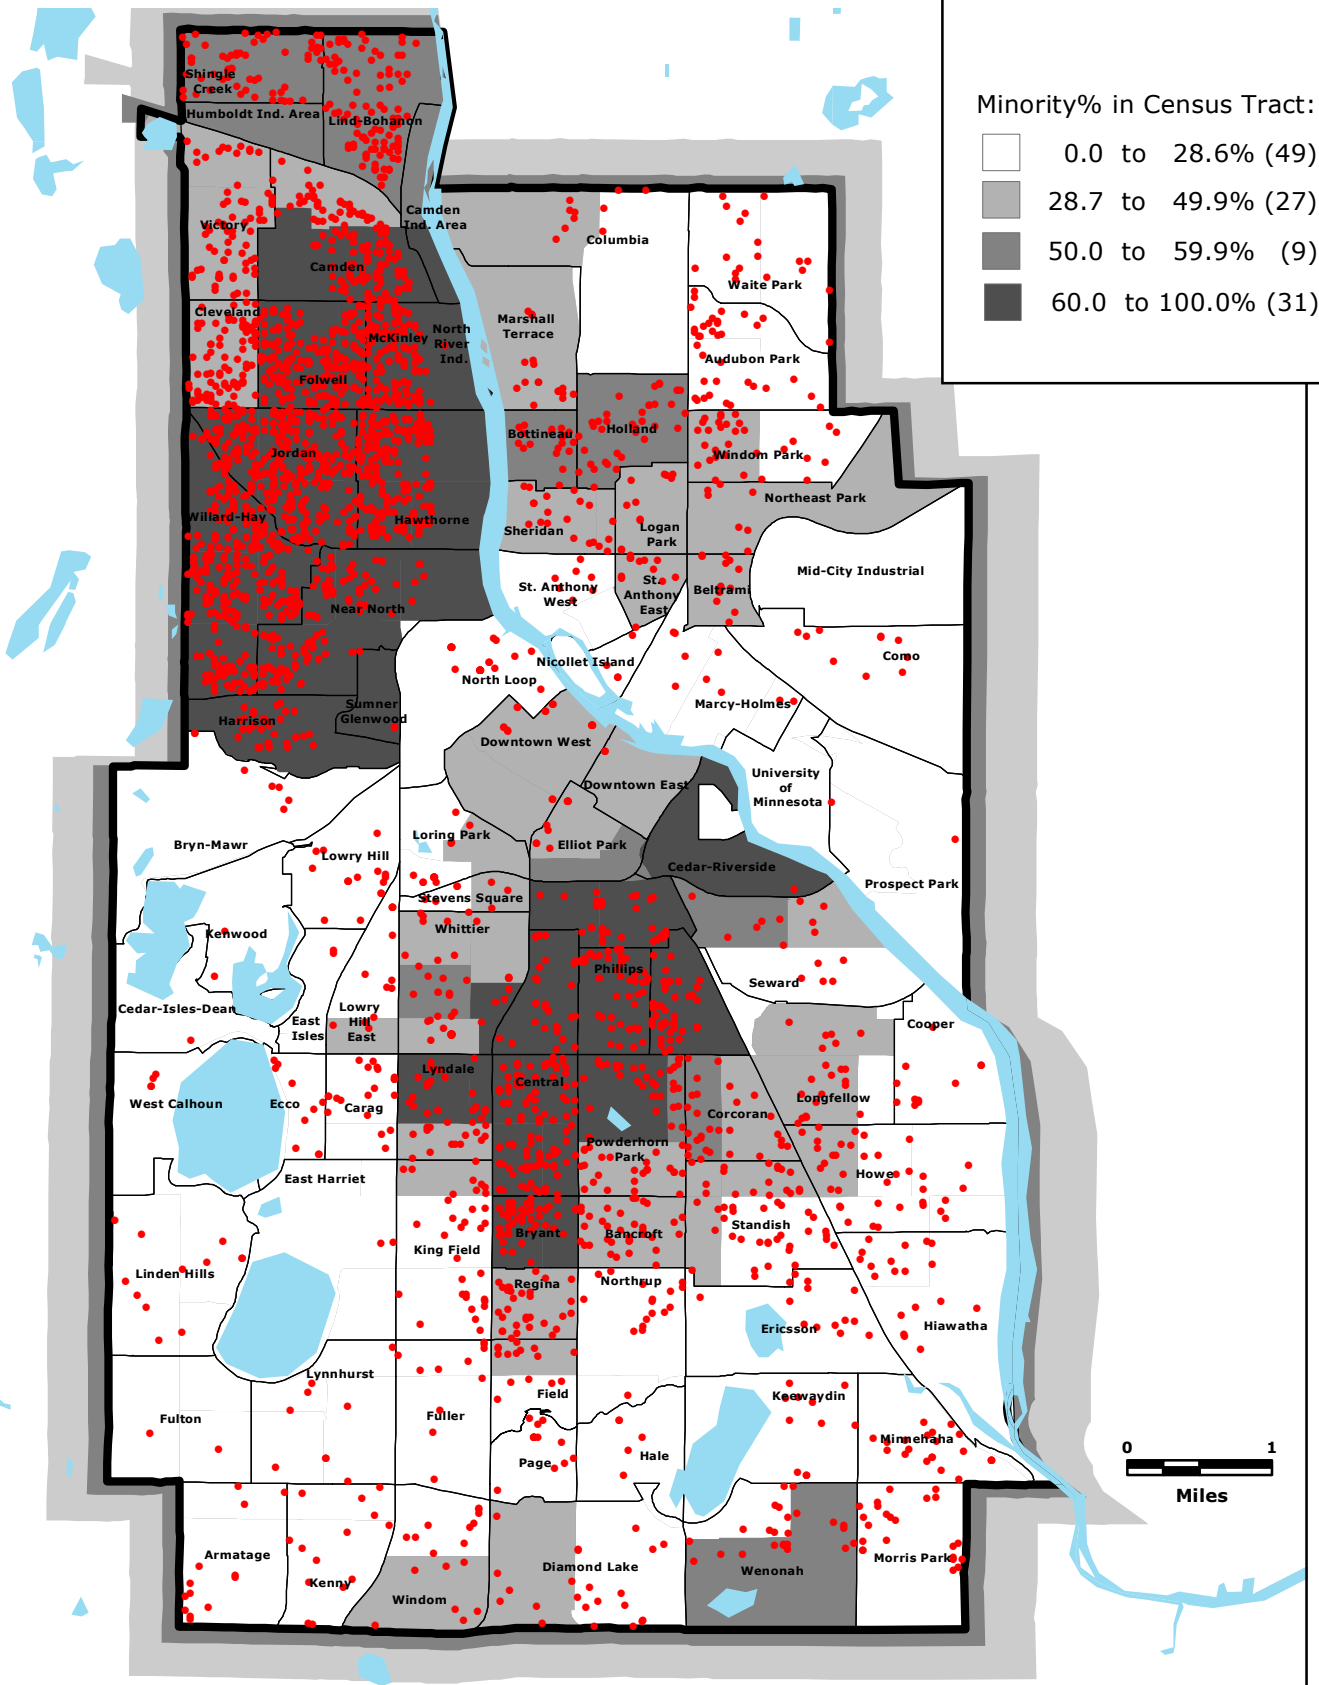 Minority% in Census Tract:
0.0 to 28.6% (49)
28.7 to 49.9% (27)
50.0 to 59.9% (9)
60.0 to 100.0% (31)
Shingle
Creek
Humboldt Ind. Area
Lind-Bohanon
Camden
Ind. Area
Victory
Columbia
Camden
Waite Park
Cleveland
Marshall
Terrace
McKinley
North
River
Ind.
Audubon Park
Folwell
Bottineau
Holland
Jordan
Windom Park
Northeast Park
Willard-Hay
Hawthorne
Sheridan
Logan
Park
Mid-City Industrial
St. Anthony
West
St.
Anthony
East
Beltrami
Near North
Como
Nicollet Island
North Loop
Marcy-Holmes
Sumner
Glenwood
Harrison
Downtown West
Downtown East
University
of
Minnesota
Loring Park
Elliot Park
Bryn-Mawr
Lowry Hill
Cedar-Riverside
Prospect Park
Stevens Square
Kenwood
Whittier
Phillips
Seward
Cedar-Isles-Dean
Lowry
Hill
East
East
Isles
Cooper
Lyndale
Central
West Calhoun
Ecco
Carag
Corcoran
Longfellow
Powderhorn
Park
East Harriet
Howe
Standish
King Field
Bryant
Bancroft
Linden Hills
Regina
Northrup
Ericsson
Hiawatha
Lynnhurst
Field
Keewaydin
Fulton
Fuller
Minnehaha
Page
Hale
0 1
Miles
Armatage
Kenny
Windom
Diamond Lake
Wenonah
Morris Park